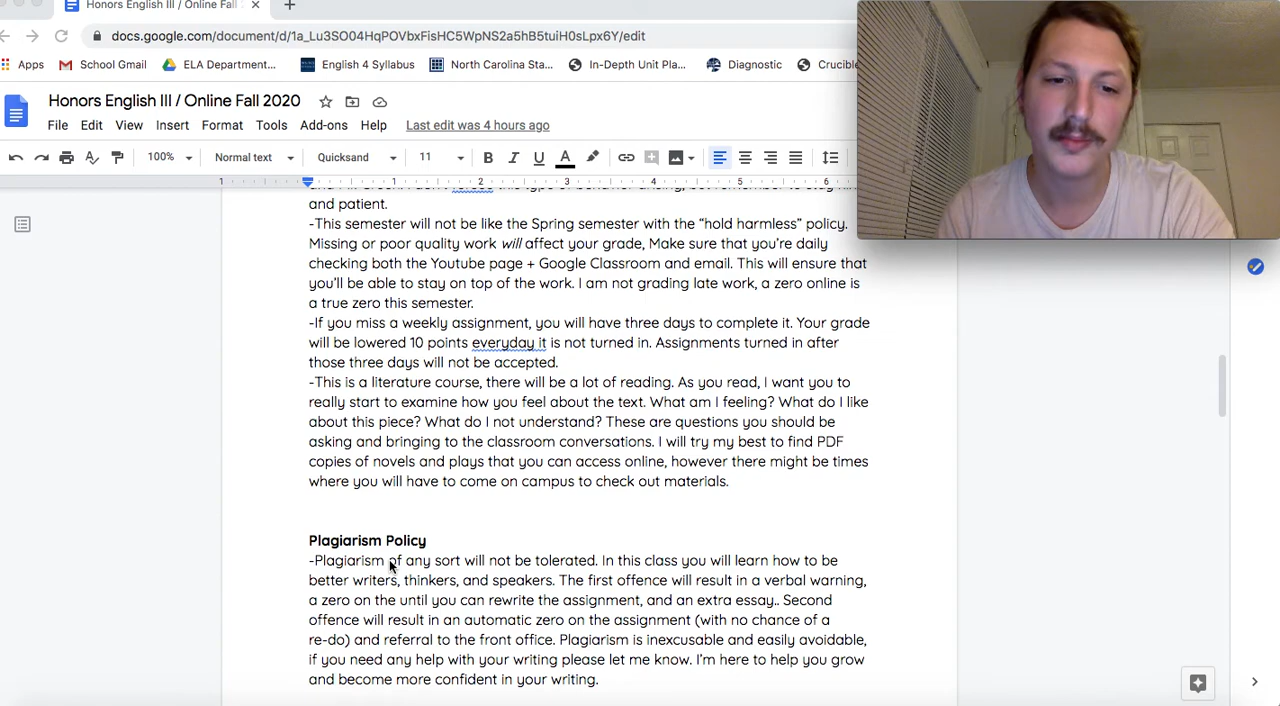 Honors English III / Online Fall
docs.google.com/document/d/1a_Lu3SO04HqPOVbxFisHC5WpNS2a5hB5tuiH0sLpx6Y/edit
Apps School Gmail ELA Department... English 4 Syllabus North Carolina Sta... In-Depth Unit Pla... Diagnostic Crucible
Honors English III / Online Fall 2020
File Edit View Insert Format Tools Add-ons Help Last edit was 4 hours ago
100% Normal text Quicksand 11 B I U A
1 1 2 3 4 5 6
this type of behavior
and patient.
-This semester will not be like the Spring semester with the “hold harmless” policy.
Missing or poor quality work will affect your grade, Make sure that you’re daily
checking both the Youtube page + Google Classroom and email. This will ensure that
you’ll be able to stay on top of the work. I am not grading late work, a zero online is
a true zero this semester.
-If you miss a weekly assignment, you will have three days to complete it. Your grade
will be lowered 10 points everyday it is not turned in. Assignments turned in after
those three days will not be accepted.
-This is a literature course, there will be a lot of reading. As you read, I want you to
really start to examine how you feel about the text. What am I feeling? What do I like
about this piece? What do I not understand? These are questions you should be
asking and bringing to the classroom conversations. I will try my best to find PDF
copies of novels and plays that you can access online, however there might be times
where you will have to come on campus to check out materials.
Plagiarism Policy
-Plagiarism of any sort will not be tolerated. In this class you will learn how to be
better writers, thinkers, and speakers. The first offence will result in a verbal warning,
a zero on the until you can rewrite the assignment, and an extra essay.. Second
offence will result in an automatic zero on the assignment (with no chance of a
re-do) and referral to the front office. Plagiarism is inexcusable and easily avoidable,
if you need any help with your writing please let me know. I’m here to help you grow
and become more confident in your writing.